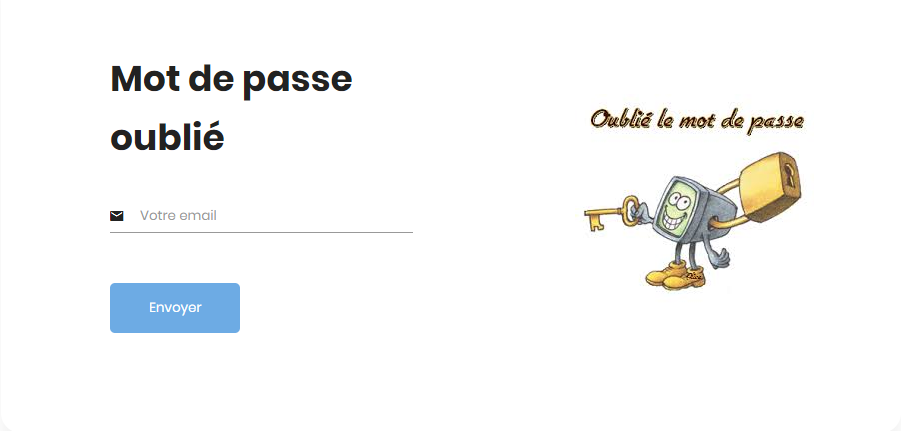 Mot de passe
oublié
Votre email
Envoyer
Oublié le mot de passe